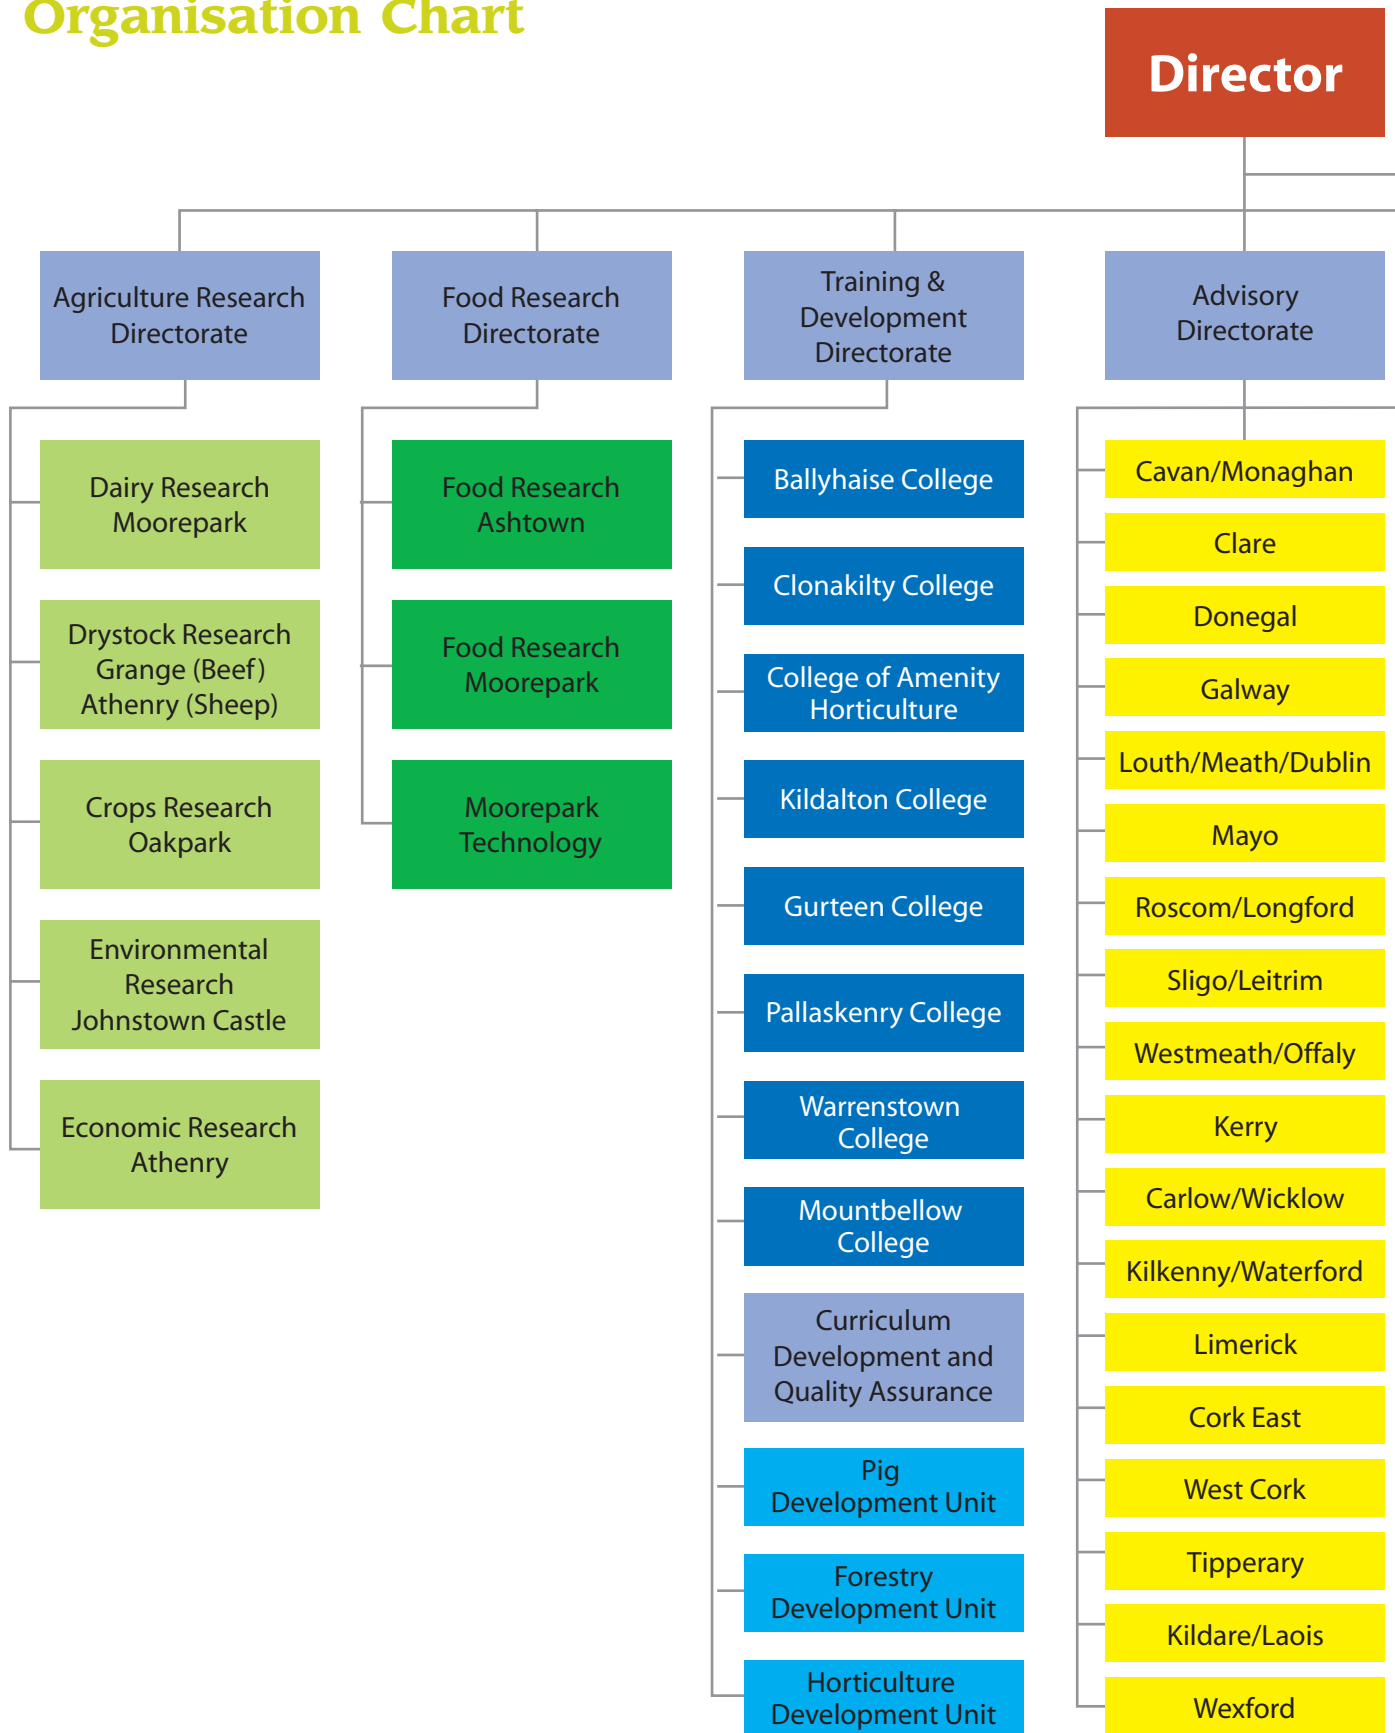 Organisation Chart
Director
Agriculture Research
Directorate
Food Research
Directorate
Training &
Development
Directorate
Advisory
Directorate
Dairy Research
Moorepark
Drystock Research
Grange (Beef)
Athenry (Sheep)
Crops Research
Oakpark
Environmental
Research
Johnstown Castle
Economic Research
Athenry
Food Research
Ashtown
Food Research
Moorepark
Moorepark
Technology
Ballyhaise College
Clonakilty College
College of Amenity
Horticulture
Kildalton College
Gurteen College
Pallaskenry College
Warrenstown
College
Mountbellow
College
Curriculum
Development and
Quality Assurance
Pig
Development Unit
Forestry
Development Unit
Horticulture
Development Unit
Cavan/Monaghan
Clare
Donegal
Galway
Louth/Meath/Dublin
Mayo
Roscom/Longford
Sligo/Leitrim
Westmeath/Offaly
Kerry
Carlow/Wicklow
Kilkenny/Waterford
Limerick
Cork East
West Cork
Tipperary
Kildare/Laois
Wexford